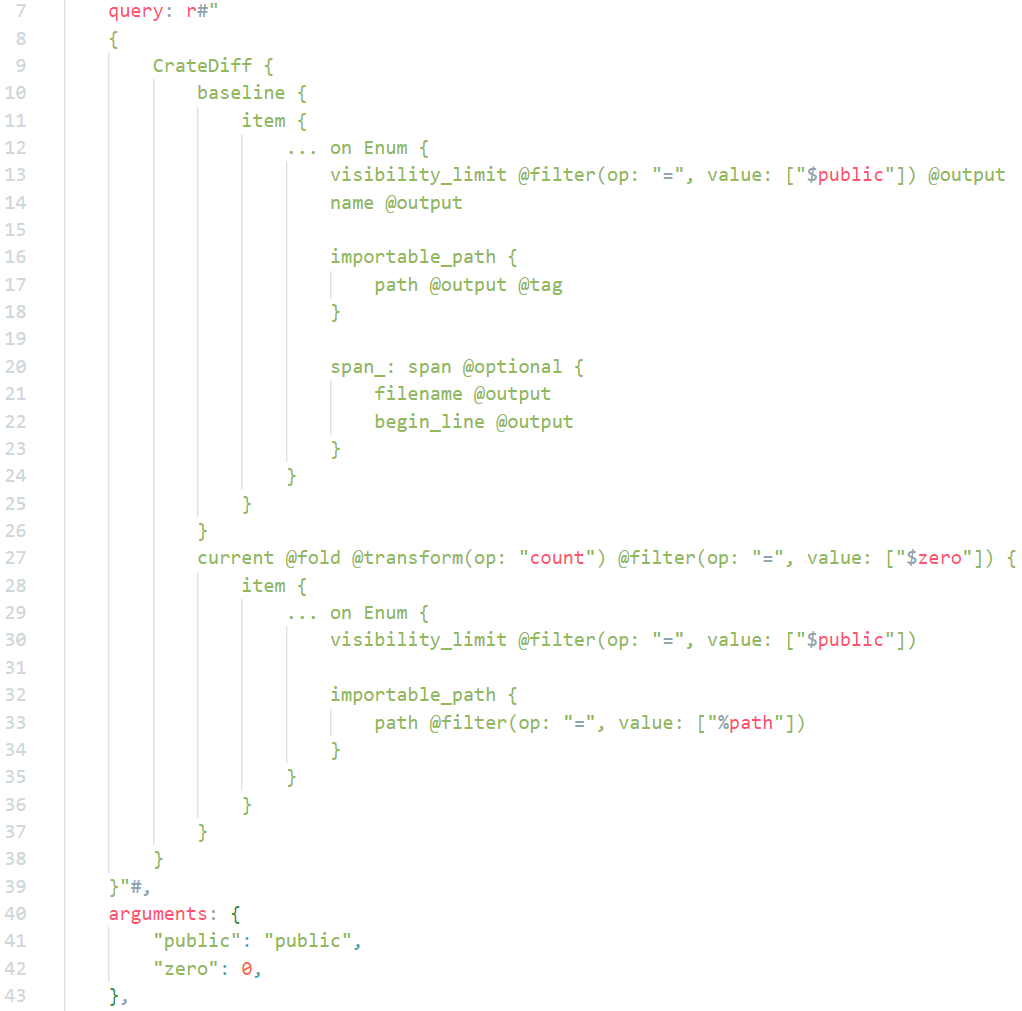 7 query: r#"
8 {
9 CrateDiff {
10 baseline {
11 item {
12 ... on Enum {
13 visibility_limit @filter(op: "=", value: ["$public"]) @output
14 name @output
15
16 importable_path {
17 path @output @tag
18 }
19
20 span_: span @optional {
21 filename @output
22 begin_line @output
23 }
24 }
25 }
26 }
27 current @fold @transform(op: "count") @filter(op: "=", value: ["$zero"]) {
28 item {
29 ... on Enum {
30 visibility_limit @filter(op: "=", value: ["$public"])
31
32 importable_path {
33 path @filter(op: "=", value: ["%path"])
34 }
35 }
36 }
37 }
38 }
39 }"#,
40 arguments: {
41 "public": "public",
42 "zero": 0,
43 },